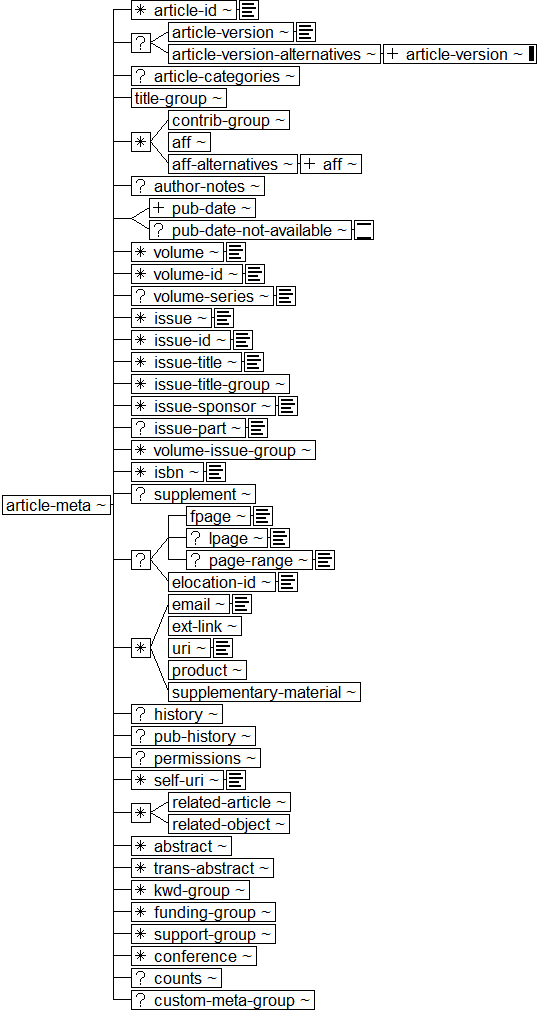 * article-id ~
?
article-version ~
article-version-alternatives ~ + article-version ~
? article-categories ~
title-group ~
*
contrib-group ~
aff ~
aff-alternatives ~ + aff ~
? author-notes ~
+ pub-date ~
? pub-date-not-available ~
* volume ~
* volume-id ~
? volume-series ~
* issue ~
* issue-id ~
* issue-title ~
* issue-title-group ~
* issue-sponsor ~
? issue-part ~
* volume-issue-group ~
* isbn ~
? supplement ~
article-meta ~
fpage ~
? lpage ~
?
? page-range ~
elocation-id ~
email ~
ext-link ~
*
uri ~
product ~
supplementary-material ~
? history ~
? pub-history ~
? permissions ~
* self-uri ~
*
related-article ~
related-object ~
* abstract ~
* trans-abstract ~
* kwd-group ~
* funding-group ~
* support-group ~
* conference ~
? counts ~
? custom-meta-group ~